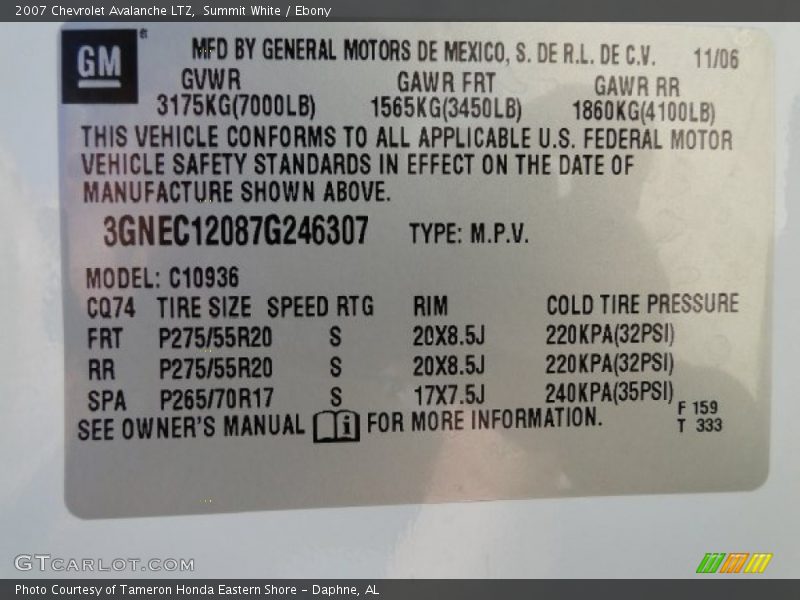 2007 Chevrolet Avalanche LTZ, Summit White / Ebony
GM®
MFD BY GENERAL MOTORS DE MEXICO, S. DE R.L. DE C.V. 11/06
GVWR GAWR FRT GAWR RR
3175KG(7000LB) 1565KG(3450LB) 1860KG(4100LB)
THIS VEHICLE CONFORMS TO ALL APPLICABLE U.S. FEDERAL MOTOR
VEHICLE SAFETY STANDARDS IN EFFECT ON THE DATE OF
MANUFACTURE SHOWN ABOVE.
3GNEC12087G246307 TYPE: M.P.V.
MODEL: C10936
CQ74 TIRE SIZE SPEED RTG RIM COLD TIRE PRESSURE
FRT P275/55R20 S 20X8.5J 220KPA(32PSI)
RR P275/55R20 S 20X8.5J 220KPA(32PSI)
SPA P265/70R17 S 17X7.5J 240KPA(35PSI)
SEE OWNER'S MANUAL i FOR MORE INFORMATION.
F 159
T 333
GTCARLOT.COM
Photo Courtesy of Tameron Honda Eastern Shore – Daphne, AL